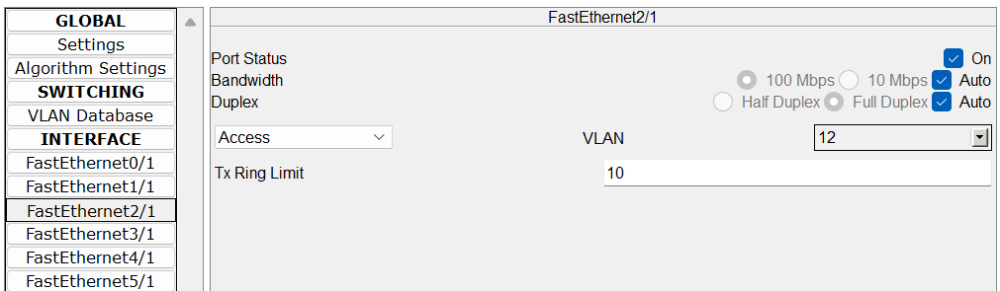 FastEthernet2/1
GLOBAL
Settings
Algorithm Settings
SWITCHING
VLAN Database
INTERFACE
FastEthernet0/1
FastEthernet1/1
FastEthernet2/1
FastEthernet3/1
FastEthernet4/1
FastEthernet5/1
Port Status On
Bandwidth 100 Mbps 10 Mbps Auto
Duplex Half Duplex Full Duplex Auto
Access VLAN 12
Tx Ring Limit 10